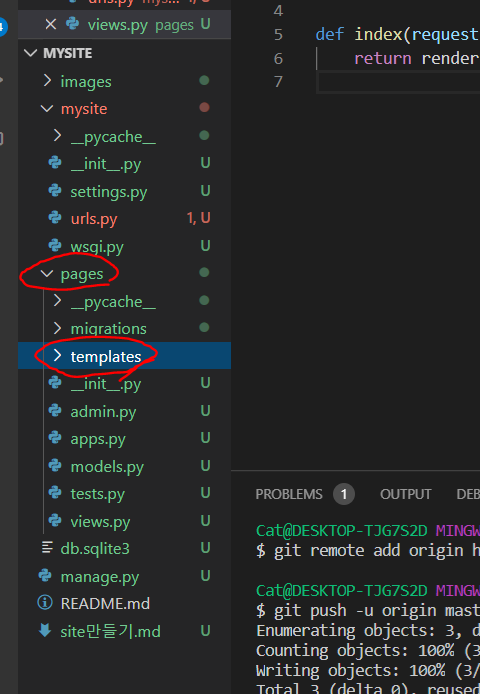 views.py pages U
MYSITE
images
mysite
__pycache__
__init__.py U
settings.py U
urls.py 1, U
wsgi.py U
pages
__pycache__
migrations
templates
__init__.py U
admin.py U
apps.py U
models.py U
tests.py U
views.py U
db.sqlite3 U
manage.py U
README.md
site만들기.md U
4
5 def index(request
6 return render
7
PROBLEMS 1 OUTPUT DEB
Cat@DESKTOP-TJG7S2D MINGW
$ git remote add origin h
Cat@DESKTOP-TJG7S2D MINGW
$ git push -u origin mast
Enumerating objects: 3, d
Counting objects: 100% (3
Writing objects: 100% (3/
Total 3 (delta 0), reused